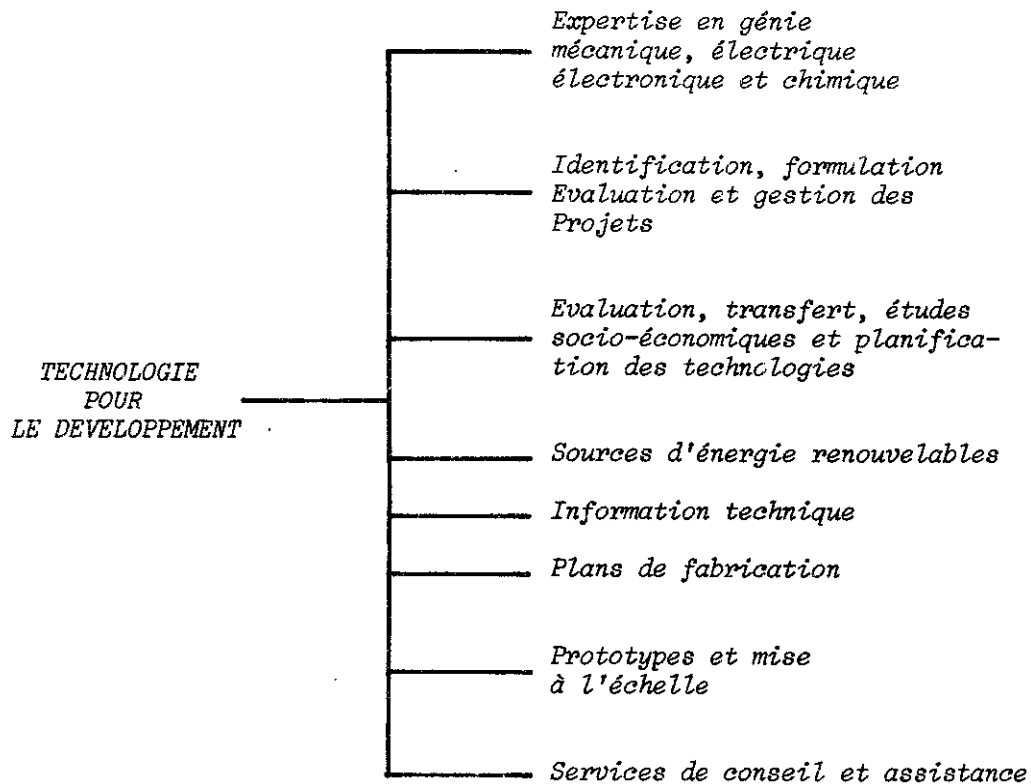 Expertise en génie
mécanique, électrique
électronique et chimique
Identification, formulation
Evaluation et gestion des
Projets
Evaluation, transfert, études
socio-économiques et planifica-
tion des technologies
TECHNOLOGIE
POUR
LE DEVELOPPEMENT
Sources d'énergie renouvelables
Information technique
Plans de fabrication
Prototypes et mise
à l'échelle
Services de conseil et assistance